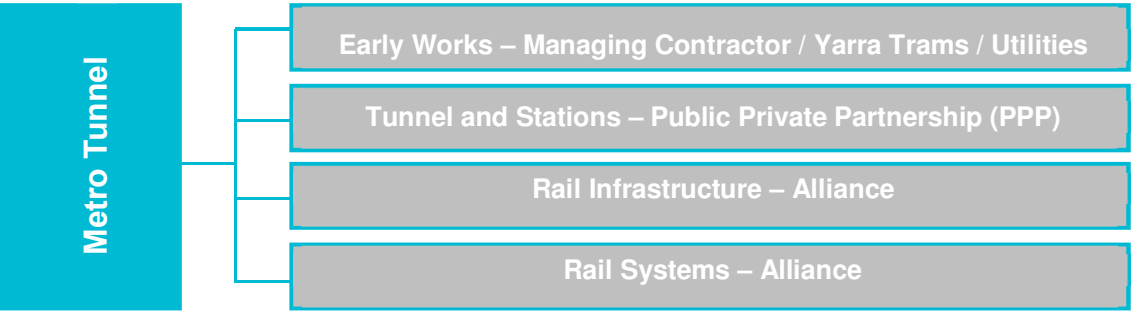 Metro Tunnel
Early Works – Managing Contractor / Yarra Trams / Utilities
Tunnel and Stations – Public Private Partnership (PPP)
Rail Infrastructure – Alliance
Rail Systems – Alliance